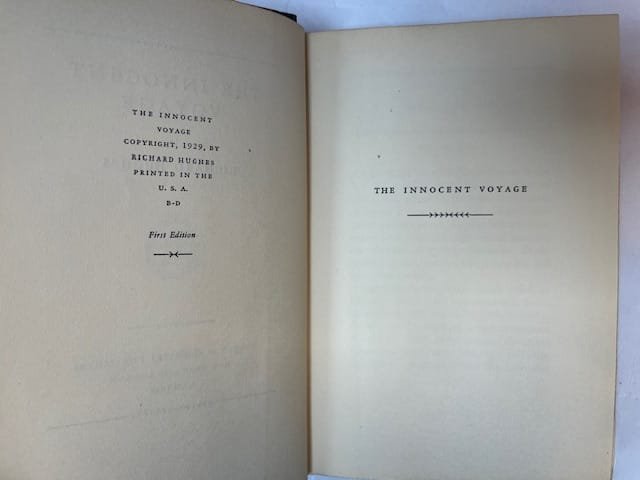 THE INNOCENT
VOYAGE
COPYRIGHT, 1929, BY
RICHARD HUGHES
PRINTED IN THE
U. S. A.
B-D
First Edition
THE INNOCENT VOYAGE